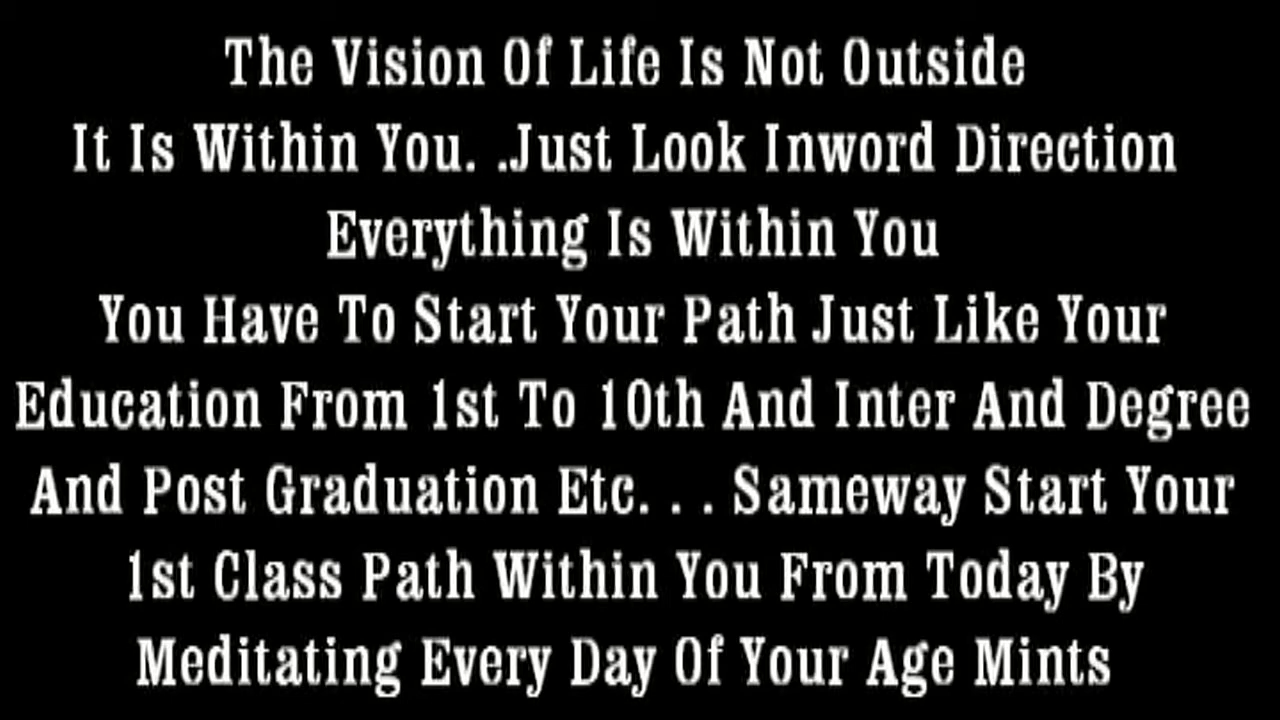 The Vision Of Life Is Not Outside
It Is Within You. .Just Look Inword Direction
Everything Is Within You
You Have To Start Your Path Just Like Your
Education From 1st To 10th And Inter And Degree
And Post Graduation Etc. . . Sameway Start Your
1st Class Path Within You From Today By
Meditating Every Day Of Your Age Mints